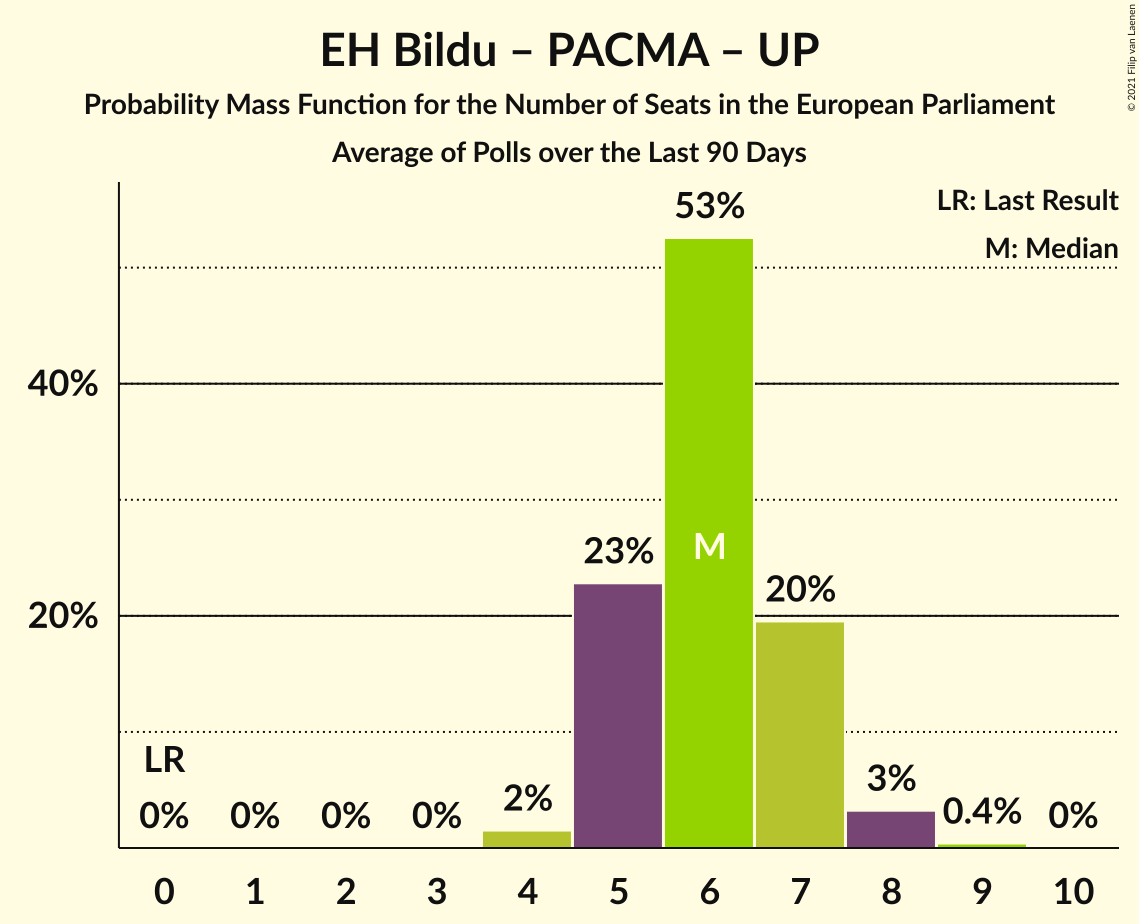 EH Bildu – PACMA – UP
Probability Mass Function for the Number of Seats in the European Parliament
Average of Polls over the Last 90 Days
© 2021 Filip van Laenen
LR: Last Result
M: Median
53%
40%
23%
M
20%
20%
LR
0%
0%
0%
0%
2%
3%
0.4%
0%
0 1 2 3 4 5 6 7 8 9 10